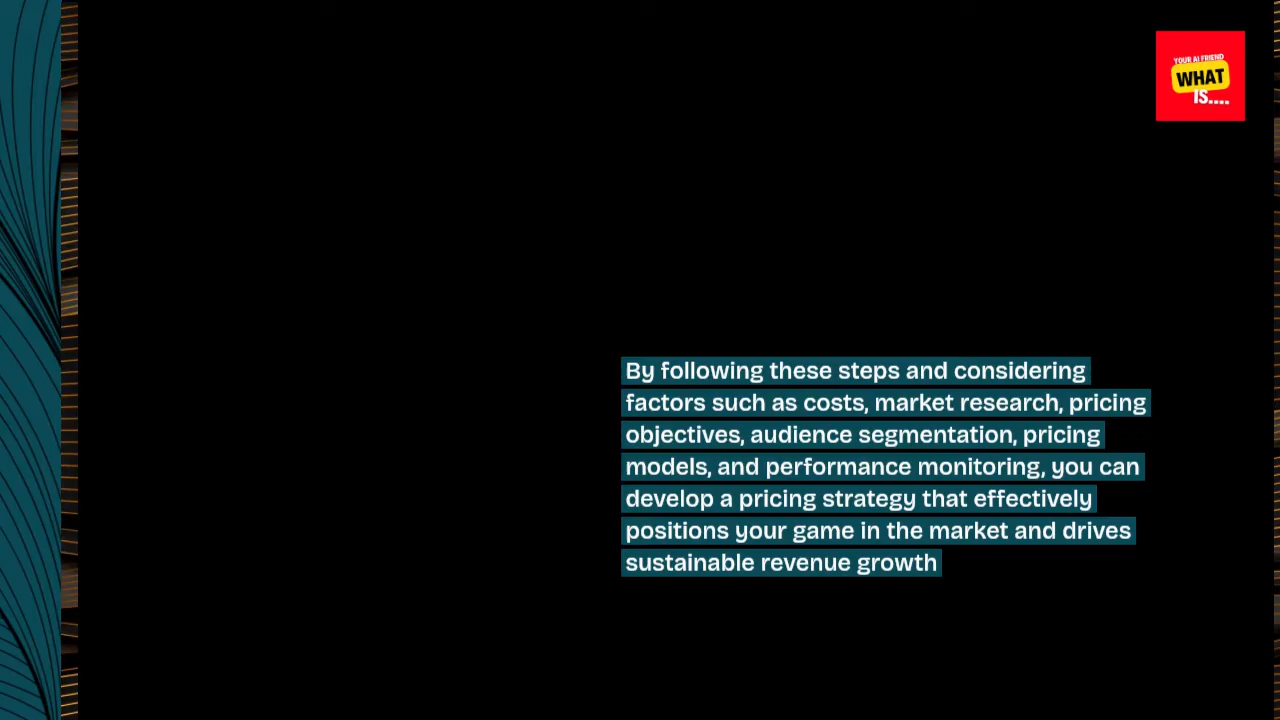 YOUR AI FRIEND
WHAT
IS....
By following these steps and considering
factors such as costs, market research, pricing
objectives, audience segmentation, pricing
models, and performance monitoring, you can
develop a pricing strategy that effectively
positions your game in the market and drives
sustainable revenue growth